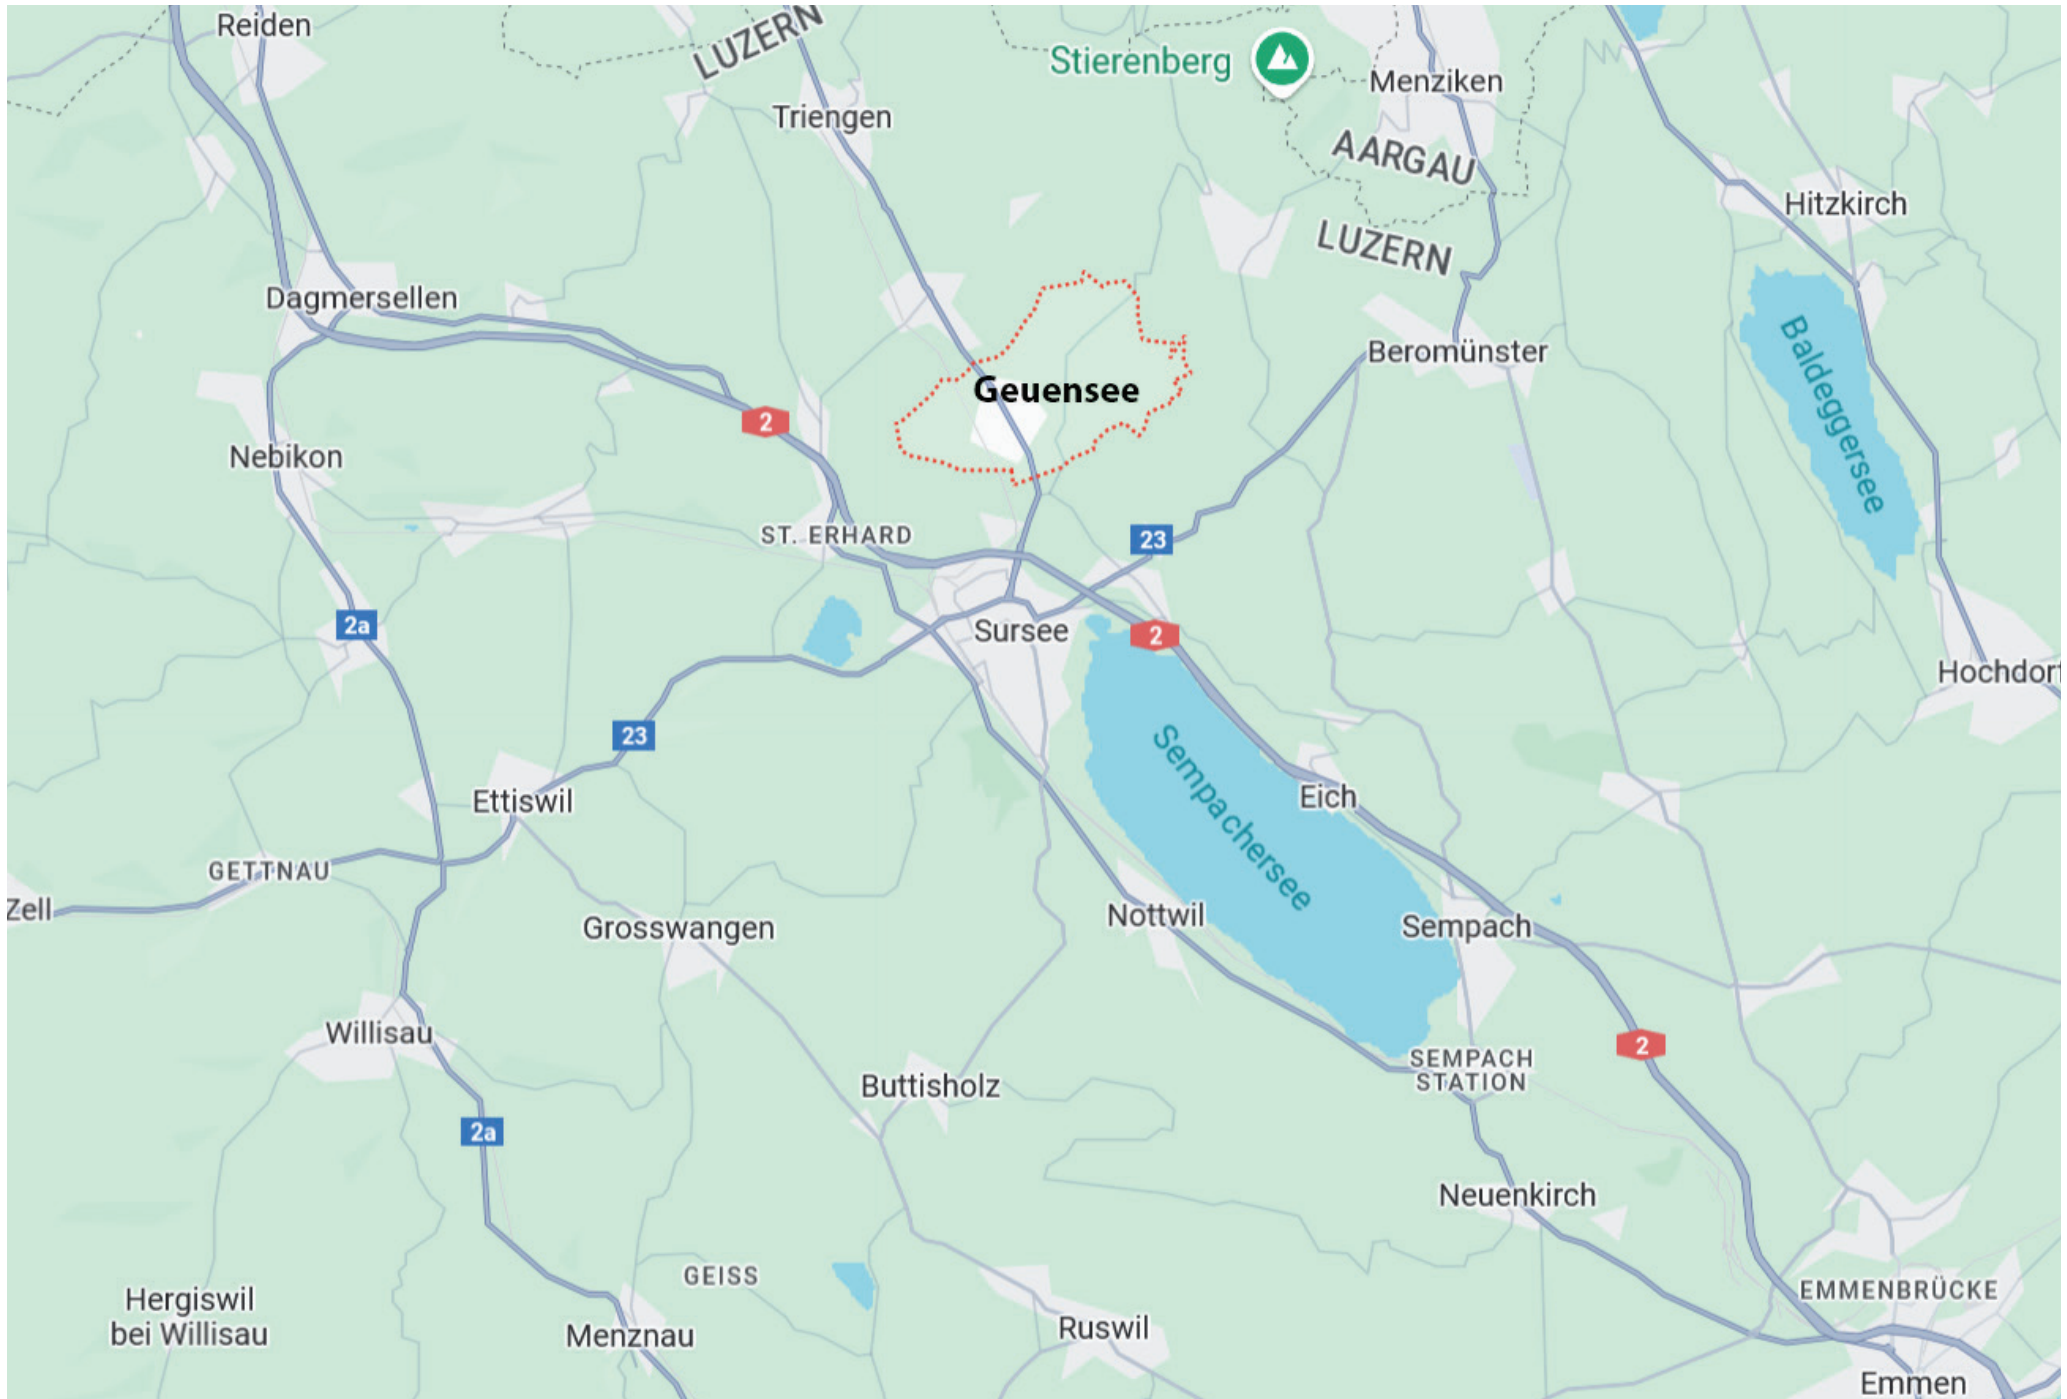 Reiden
LUZERN
Stierenberg
Menziken
Triengen
AARGAU
Hitzkirch
LUZERN
Dagmersellen
Beromünster
Baldeggersee
Geuensee
2
Nebikon
ST. ERHARD
23
2a
Sursee
2
Hochdorf
23
Sempachersee
Ettiswil
Eich
GETTNAU
Zell
Nottwil
Grosswangen
Sempach
Willisau
2
SEMPACH
STATION
Buttisholz
2a
Neuenkirch
GEISS
EMMENBRÜCKE
Hergiswil
bei Willisau
Menznau
Ruswil
Emmen